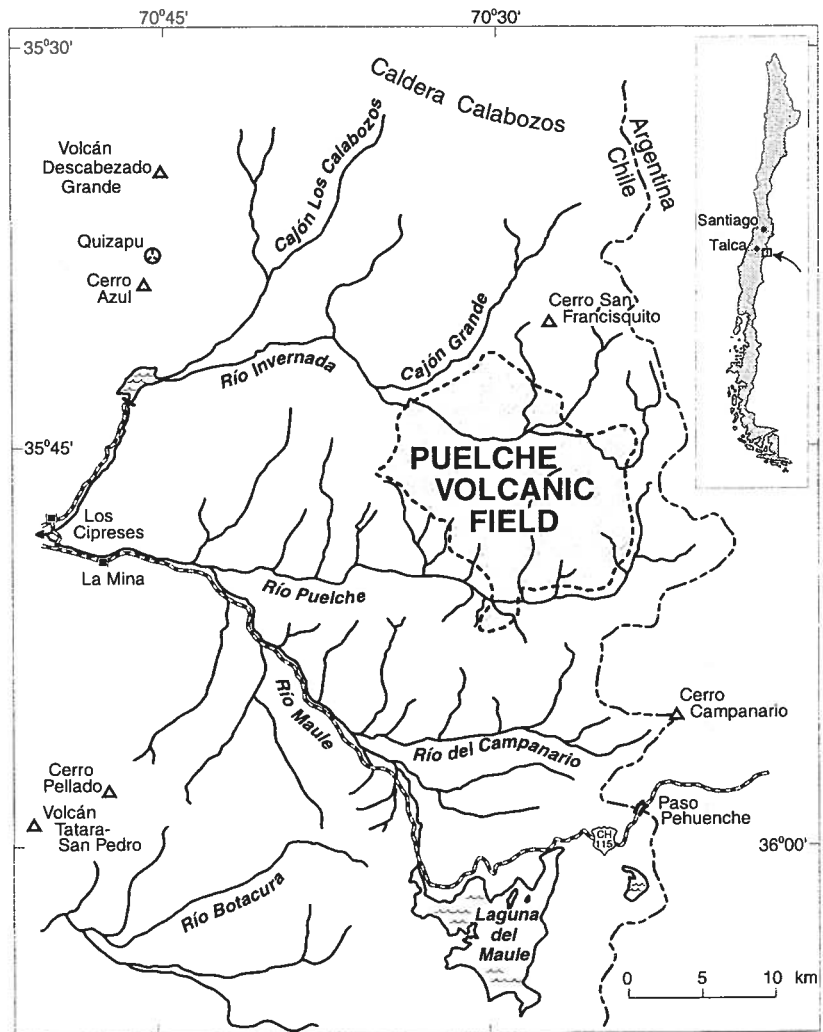 70°45'
70°30'
35°30'
Caldera Calabozos
Argentina
Chile
Volcán
Descabezado
Grande
Cajón Los Calabozos
Santiago
Talca
Quizapu
Cerro
Azul
Cajón Grande
Cerro San
Francisquito
Río Invernada
35°45'
PUELCHE
VOLCANIC
FIELD
Los
Cipreses
La Mina
Río Puelche
Río Maule
Cerro
Campanario
Río del Campanario
Cerro
Pellado
Volcán
Tatara-
San Pedro
Paso
Pehuenche
CH
115
36°00'
Río Botacura
Laguna
del
Maule
0 5 10 km